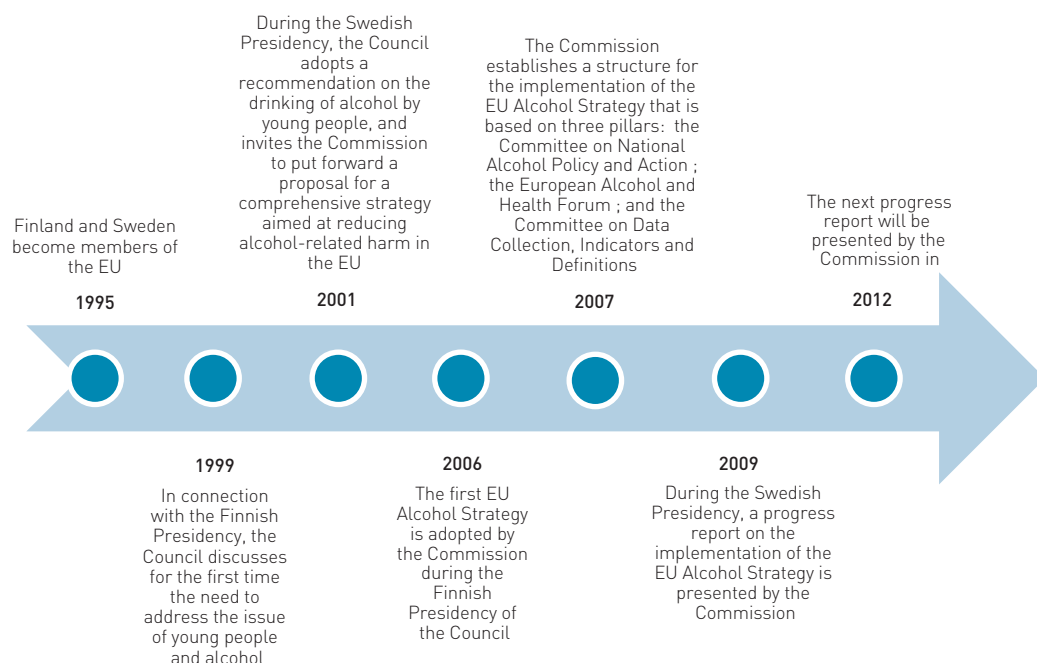 Finland and Sweden
become members of
the EU
1995
1999
In connection
with the Finnish
Presidency, the
Council discusses
for the first time
the need to
address the issue
of young people
and alcohol
During the Swedish
Presidency, the Council
adopts a
recommendation on the
drinking of alcohol by
young people, and
invites the Commission
to put forward a
proposal for a
comprehensive strategy
aimed at reducing
alcohol-related harm in
the EU
2001
2006
The first EU
Alcohol Strategy
is adopted by
the Commission
during the
Finnish
Presidency of
the Council
The Commission
establishes a structure for
the implementation of the
EU Alcohol Strategy that is
based on three pillars: the
Committee on National
Alcohol Policy and Action ;
the European Alcohol and
Health Forum ; and the
Committee on Data
Collection, Indicators and
Definitions
2007
2009
During the Swedish
Presidency, a progress
report on the
implementation of the
EU Alcohol Strategy is
presented by the
Commission
The next progress
report will be
presented by the
Commission in
2012